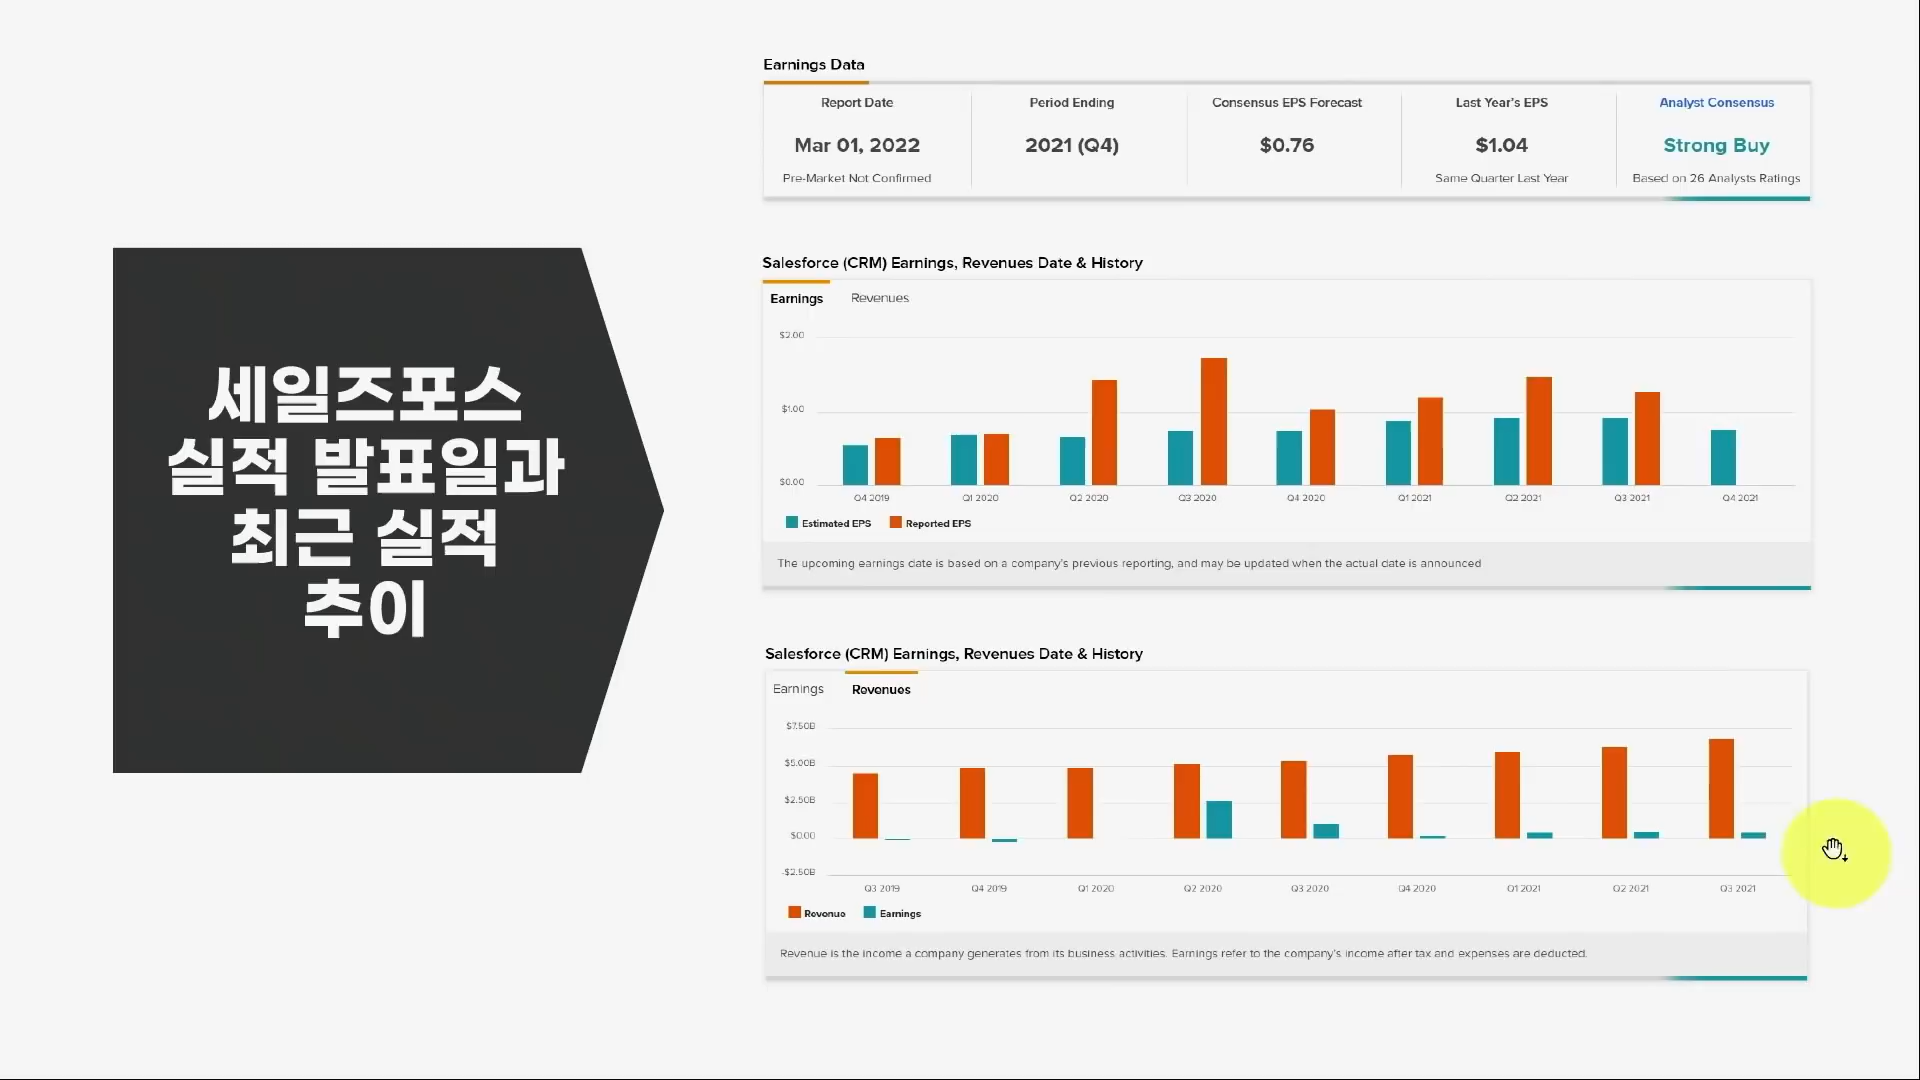 세일즈포스
실적 발표일과
최근 실적
추이
Earnings Data
Report Date
Mar 01, 2022
Pre-Market Not Confirmed
Period Ending
2021 (Q4)
Consensus EPS Forecast
$0.76
Last Year's EPS
$1.04
Same Quarter Last Year
Analyst Consensus
Strong Buy
Based on 26 Analysts Ratings
Salesforce (CRM) Earnings, Revenues Date & History
Earnings Revenues
$2.00
$1.00
$0.00
Q4 2019 Q1 2020 Q2 2020 Q3 2020 Q4 2020 Q1 2021 Q2 2021 Q3 2021 Q4 2021
Estimated EPS Reported EPS
The upcoming earnings date is based on a company's previous reporting, and may be updated when the actual date is announced
Salesforce (CRM) Earnings, Revenues Date & History
Earnings Revenues
$7.50B
$5.00B
$2.50B
$0.00
-$2.50B
Q3 2019 Q4 2019 Q1 2020 Q2 2020 Q3 2020 Q4 2020 Q1 2021 Q2 2021 Q3 2021
Revenue Earnings
Revenue is the income a company generates from its business activities. Earnings refer to the company's income after tax and expenses are deducted.